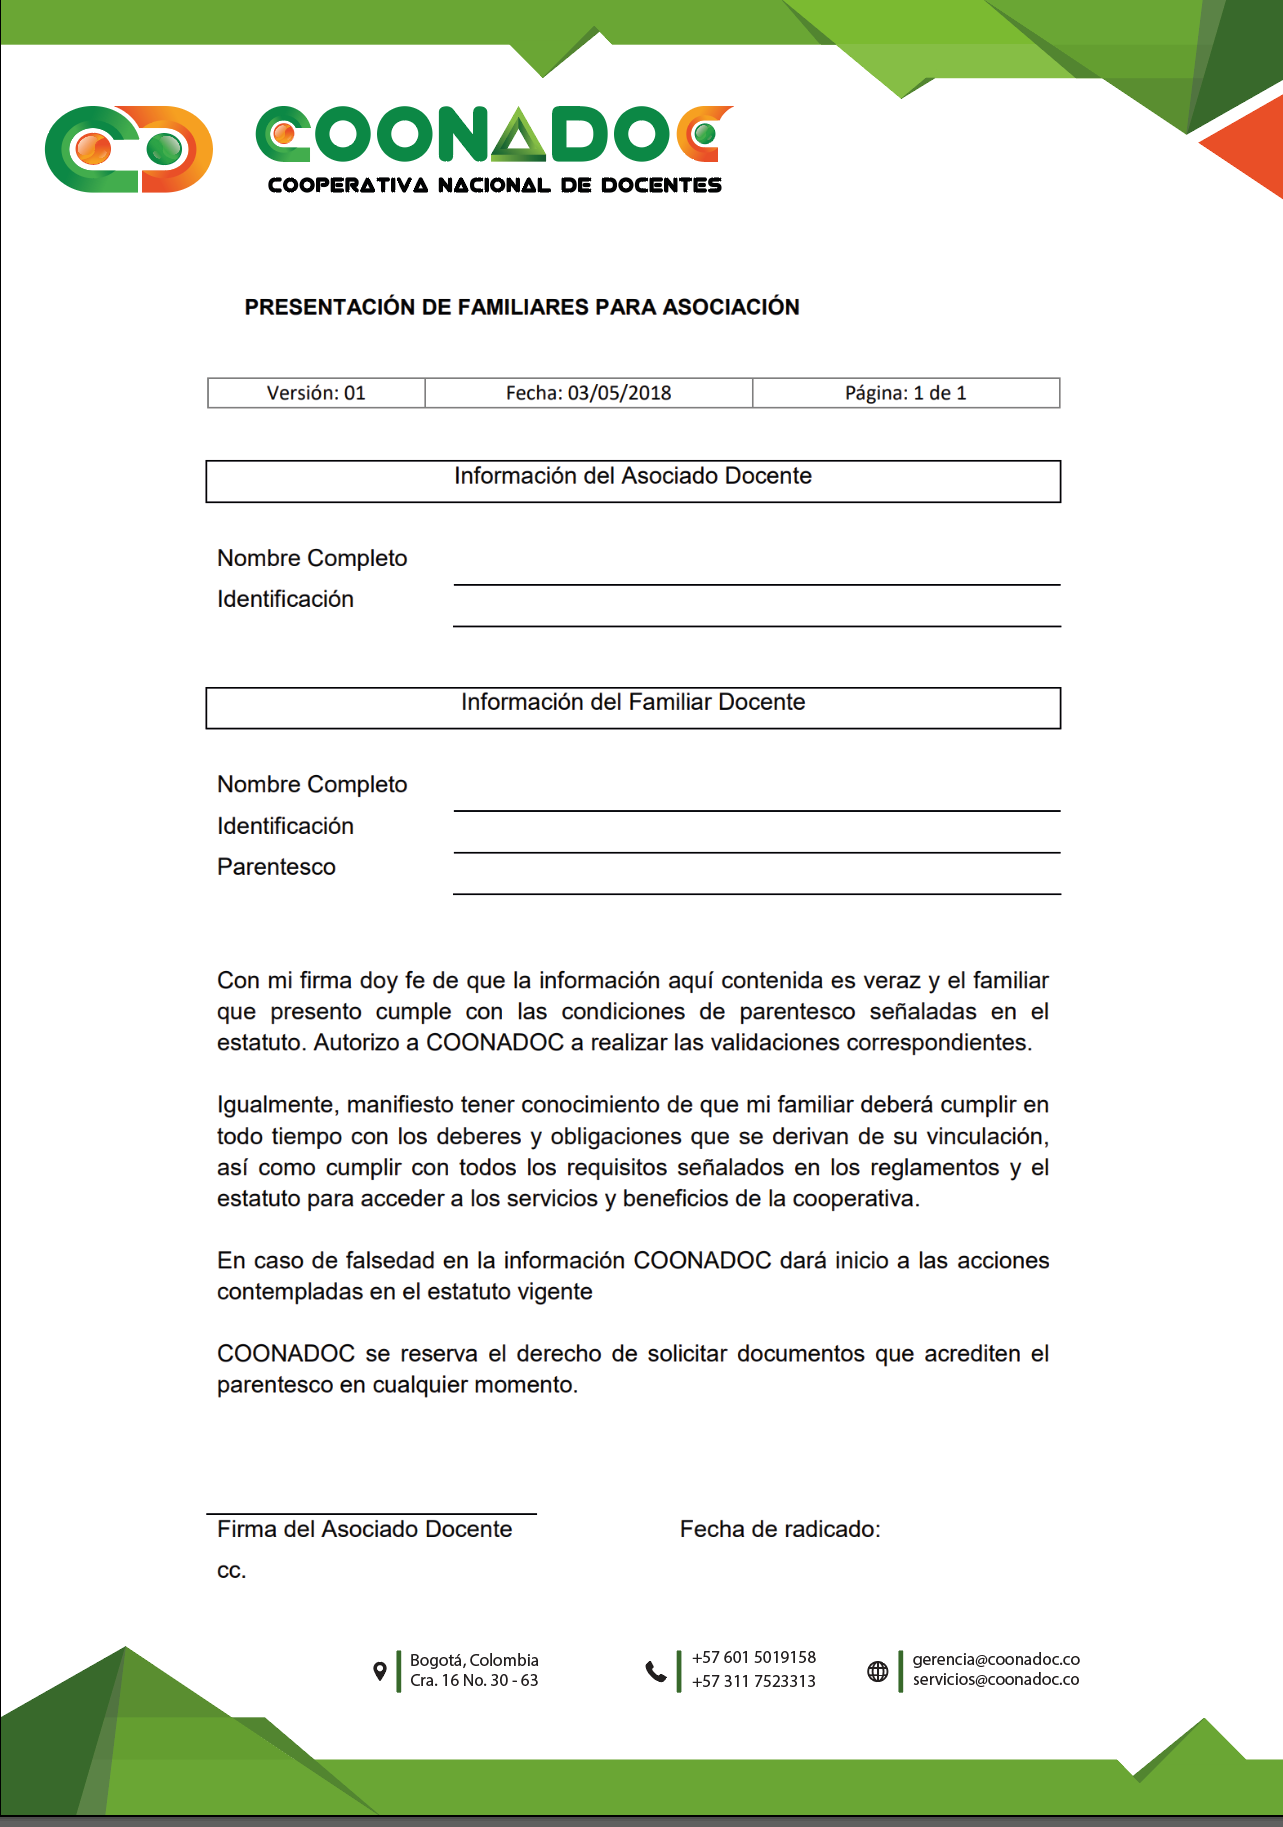 COONADOC
COOPERATIVA NACIONAL DE DOCENTES
PRESENTACIÓN DE FAMILIARES PARA ASOCIACIÓN
Versión: 01 Fecha: 03/05/2018 Página: 1 de 1
Información del Asociado Docente
Nombre Completo
Identificación
Información del Familiar Docente
Nombre Completo
Identificación
Parentesco
Con mi firma doy fe de que la información aquí contenida es veraz y el familiar
que presento cumple con las condiciones de parentesco señaladas en el
estatuto. Autorizo a COONADOC a realizar las validaciones correspondientes.
Igualmente, manifiesto tener conocimiento de que mi familiar deberá cumplir en
todo tiempo con los deberes y obligaciones que se derivan de su vinculación,
así como cumplir con todos los requisitos señalados en los reglamentos y el
estatuto para acceder a los servicios y beneficios de la cooperativa.
En caso de falsedad en la información COONADOC dará inicio a las acciones
contempladas en el estatuto vigente
COONADOC se reserva el derecho de solicitar documentos que acrediten el
parentesco en cualquier momento.
Firma del Asociado Docente Fecha de radicado:
cc.
Bogotá, Colombia
Cra. 16 No. 30 - 63
+57 601 5019158
+57 311 7523313
gerencia@coonadoc.co
servicios@coonadoc.co